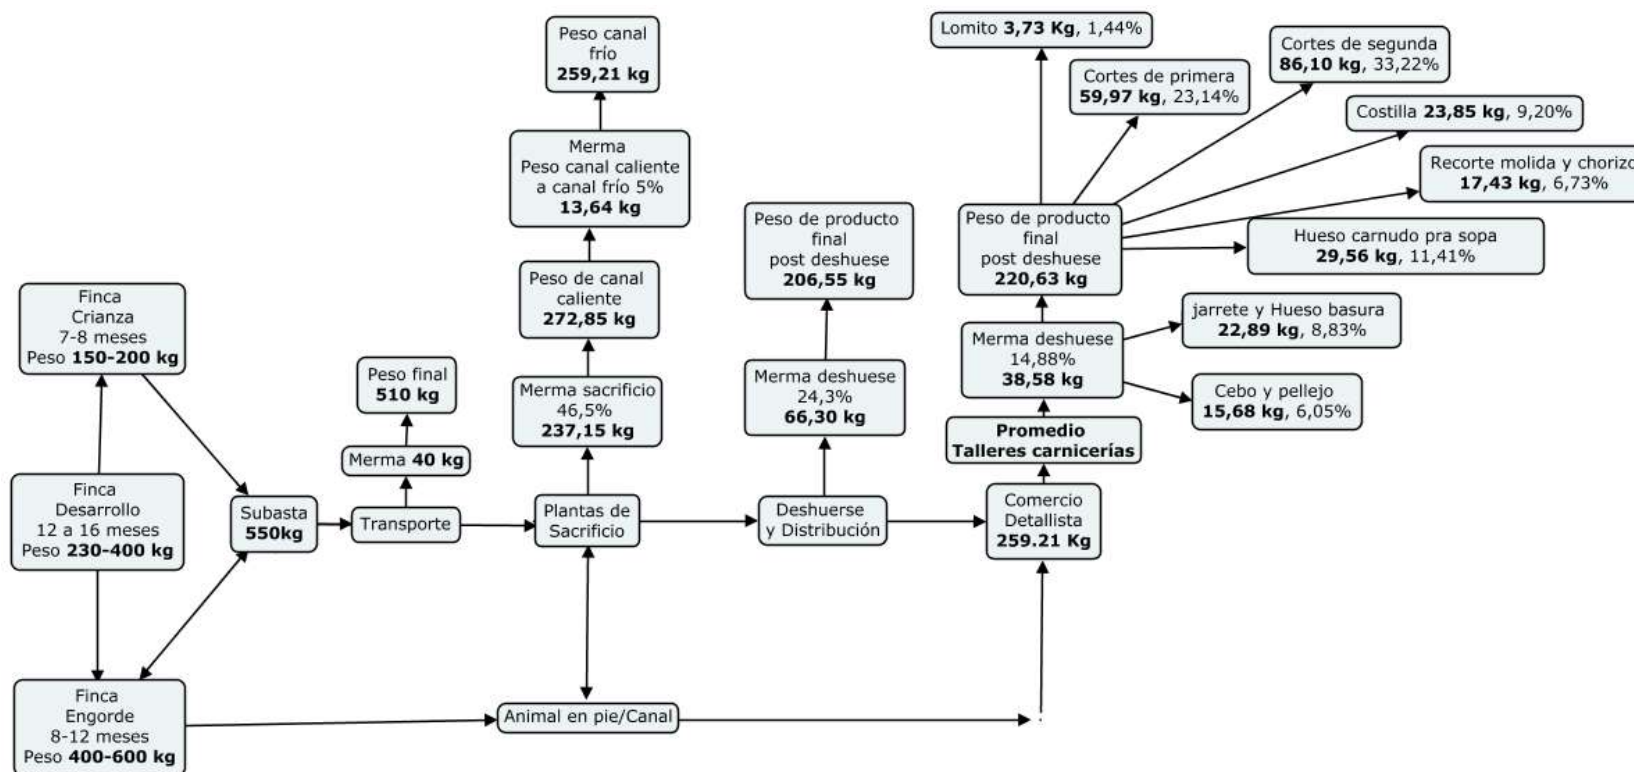 Finca
Crianza
7-8 meses
Peso 150-200 kg
Finca
Desarrollo
12 a 16 meses
Peso 230-400 kg
Finca
Engorde
8-12 meses
Peso 400-600 kg
Subasta
550kg
Peso final
510 kg
Merma 40 kg
Transporte
Peso canal
frío
259,21 kg
Merma
Peso canal caliente
a canal frío 5%
13,64 kg
Peso de canal
caliente
272,85 kg
Merma sacrificio
46,5%
237,15 kg
Plantas de
Sacrificio
Animal en pie/Canal
Peso de producto
final
post deshuese
206,55 kg
Merma deshuese
24,3%
66,30 kg
Deshuerse
y Distribución
Lomito 3,73 Kg, 1,44%
Cortes de primera
59,97 kg, 23,14%
Cortes de segunda
86,10 kg, 33,22%
Costilla 23,85 kg, 9,20%
Recorte molida y chorizo
17,43 kg, 6,73%
Hueso carnudo pra sopa
29,56 kg, 11,41%
Peso de producto
final
post deshuese
220,63 kg
jarrete y Hueso basura
22,89 kg, 8,83%
Merma deshuese
14,88%
38,58 kg
Cebo y pellejo
15,68 kg, 6,05%
Promedio
Talleres carnicerías
Comercio
Detallista
259.21 Kg